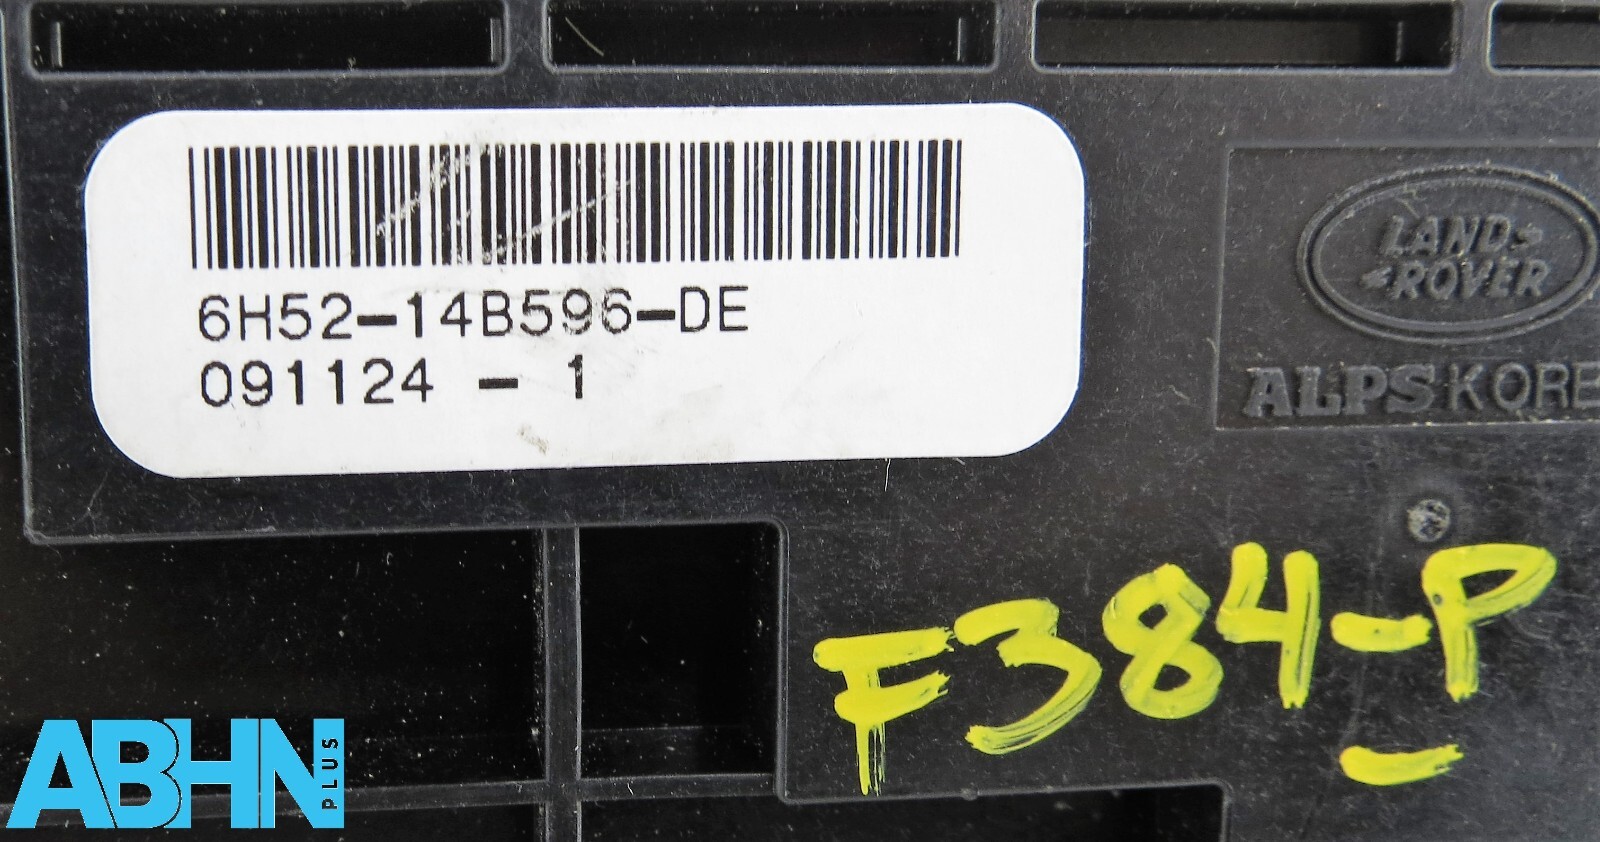 6H52-14B596-DE
091124 - 1
LAND
ROVER
ALPS KORE
F384-P
ABHN PLUS